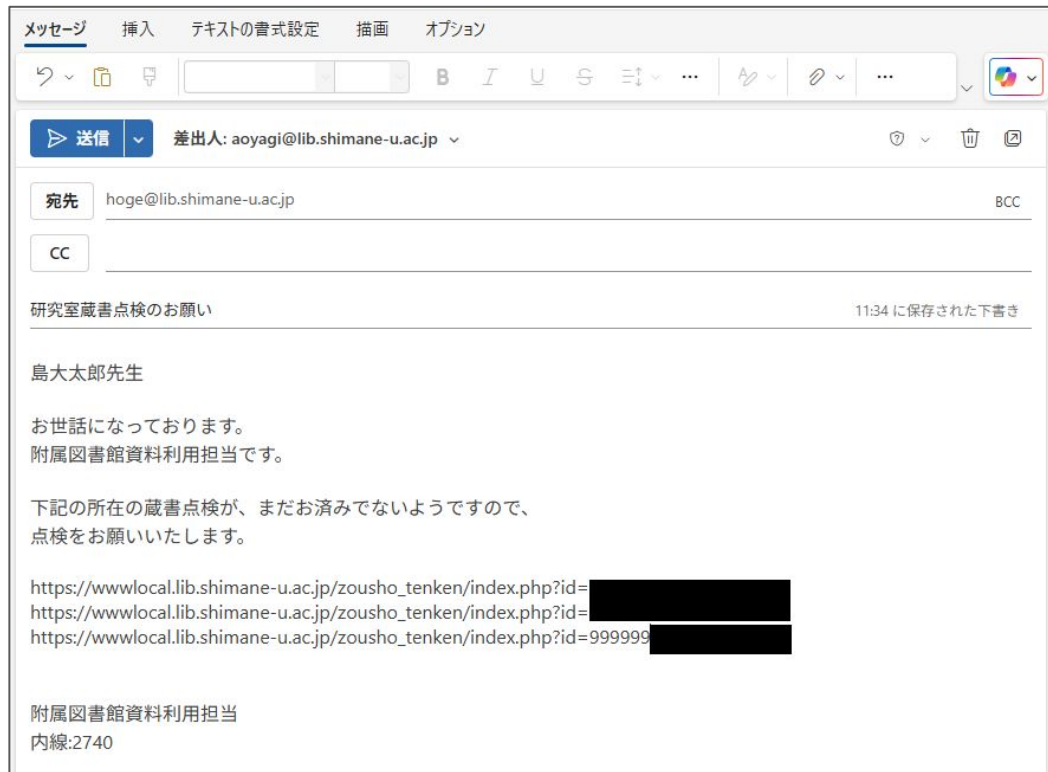 メッセージ 挿入 テキストの書式設定 描画 オプション
B I U S
送信 差出人: aoyagi@lib.shimane-u.ac.jp
宛先 hoge@lib.shimane-u.ac.jp BCC
CC
研究室蔵書点検のお願い 11:34 に保存された下書き
島大太郎先生
お世話になっております。
附属図書館資料利用担当です。
下記の所在の蔵書点検が、まだお済みでないようですので、
点検をお願いいたします。
https://wwwlocal.lib.shimane-u.ac.jp/zousho_tenken/index.php?id=
https://wwwlocal.lib.shimane-u.ac.jp/zousho_tenken/index.php?id=
https://wwwlocal.lib.shimane-u.ac.jp/zousho_tenken/index.php?id=999999
附属図書館資料利用担当
内線:2740